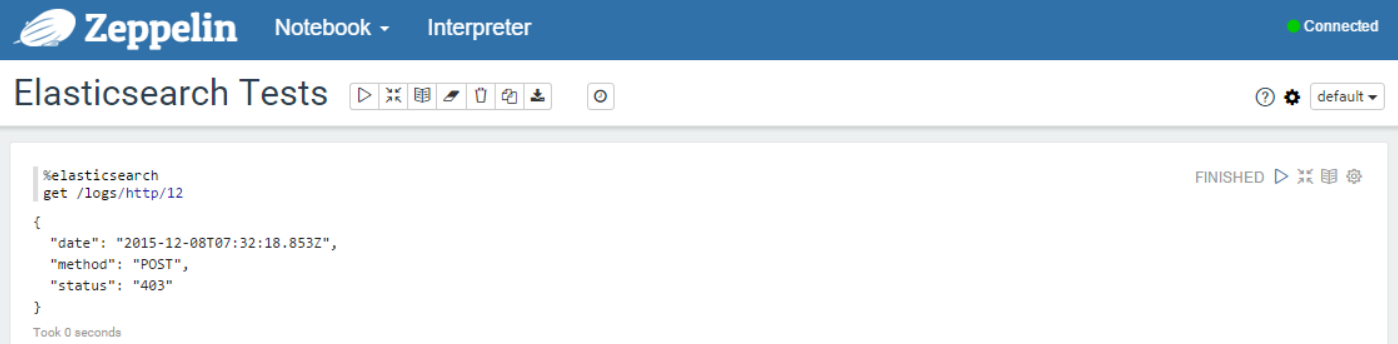 Zeppelin Notebook Interpreter Connected
Elasticsearch Tests default
%elasticsearch FINISHED
get /logs/http/12
{
"date": "2015-12-08T07:32:18.853Z",
"method": "POST",
"status": "403"
}
Took 0 seconds